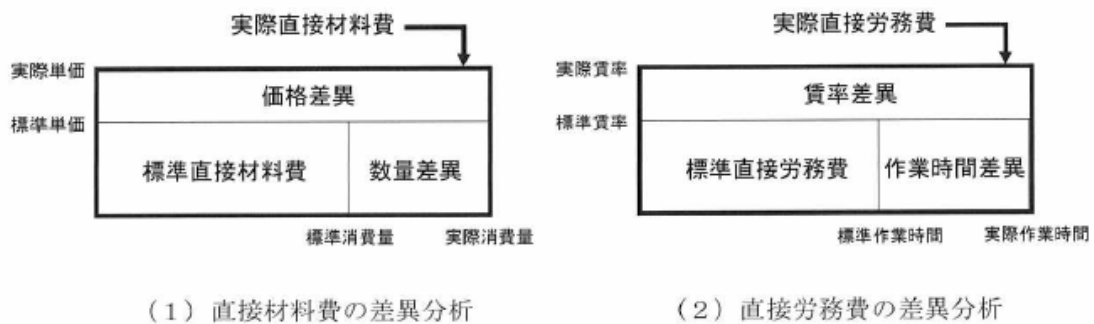 実際直接材料費
実際単価
価格差異
標準単価
標準直接材料費
数量差異
標準消費量
実際消費量
(1)直接材料費の差異分析
実際直接労務費
実際賃率
賃率差異
標準賃率
標準直接労務費
作業時間差異
標準作業時間
実際作業時間
(2)直接労務費の差異分析